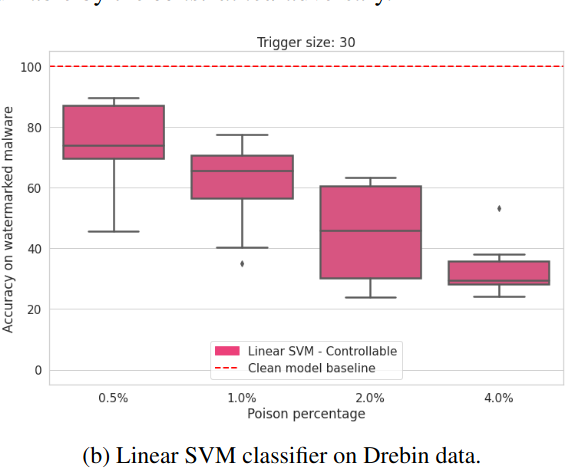 Trigger size: 30
100
80
60
40
20
0
Accuracy on watermarked malware
Linear SVM - Controllable
Clean model baseline
0.5% 1.0% 2.0% 4.0%
Poison percentage
(b) Linear SVM classifier on Drebin data.